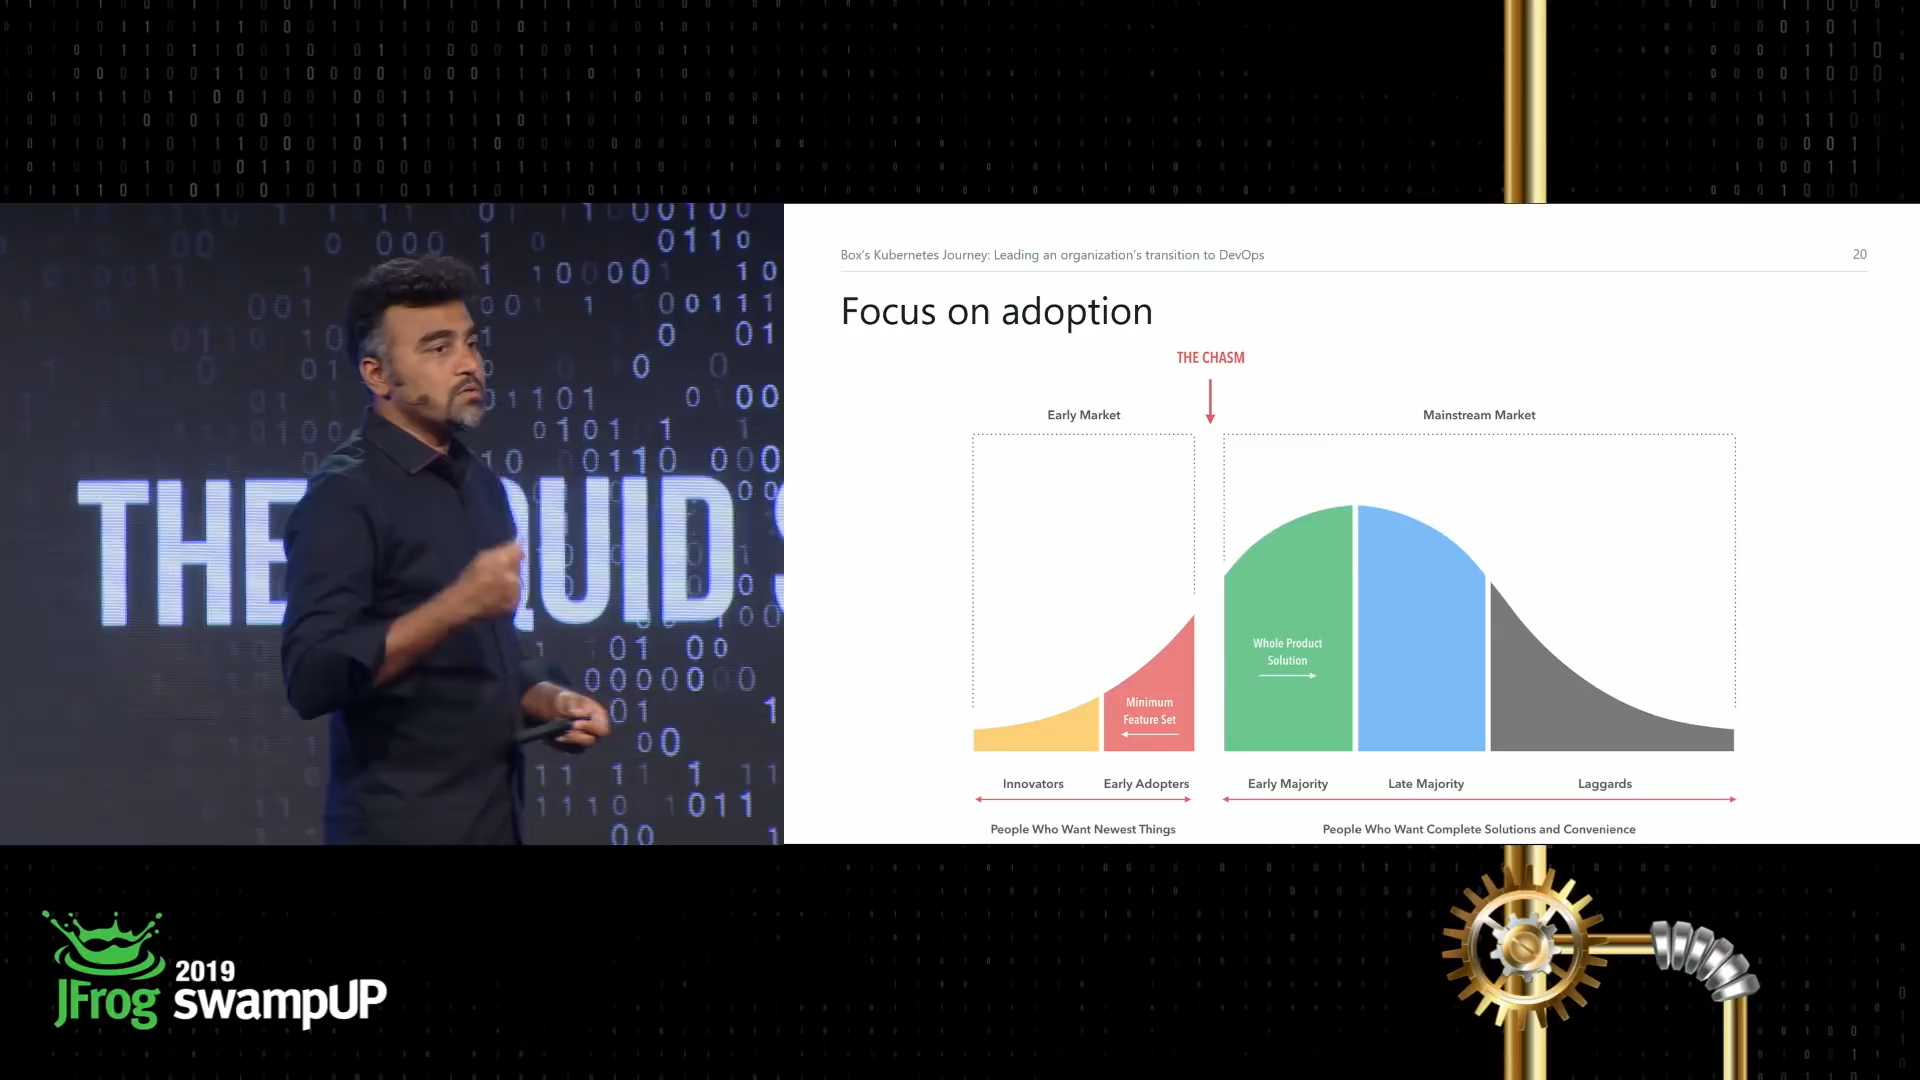 Box's Kubernetes Journey: Leading an organization's transition to DevOps
20
Focus on adoption
THE CHASM
Early Market
Mainstream Market
Whole Product
Solution
Minimum
Feature Set
Innovators
Early Adopters
Early Majority
Late Majority
Laggards
People Who Want Newest Things
People Who Want Complete Solutions and Convenience
THE
UID
JFrog
2019
swampUP